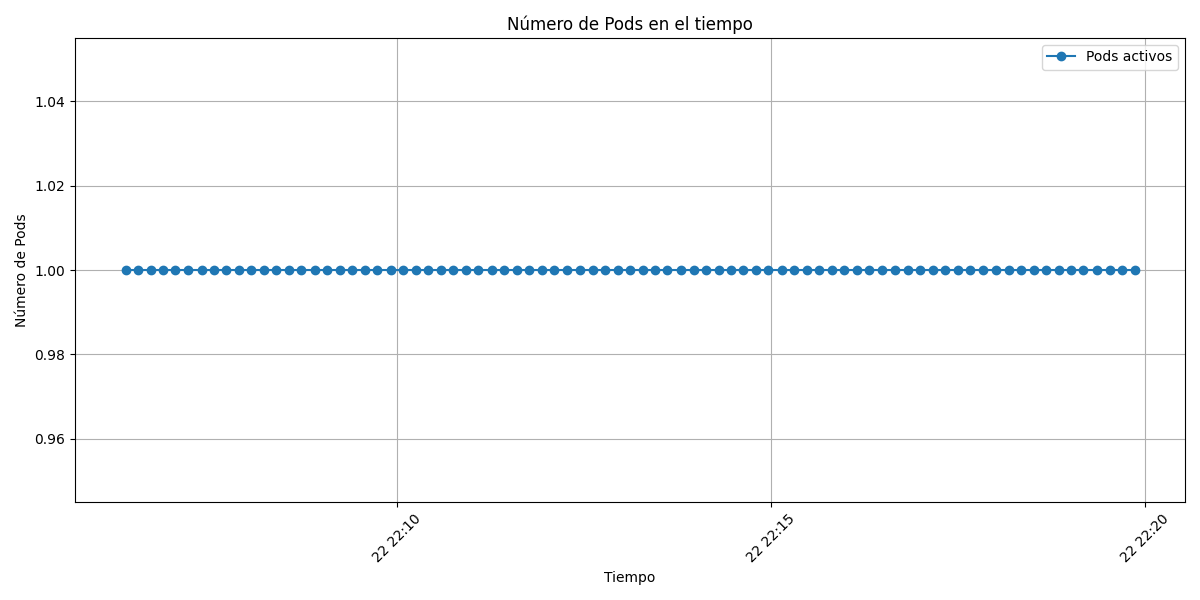 Número de Pods en el tiempo
Pods activos
1.04
1.02
1.00
0.98
0.96
Número de Pods
22 22:10
22 22:15
22 22:20
Tiempo